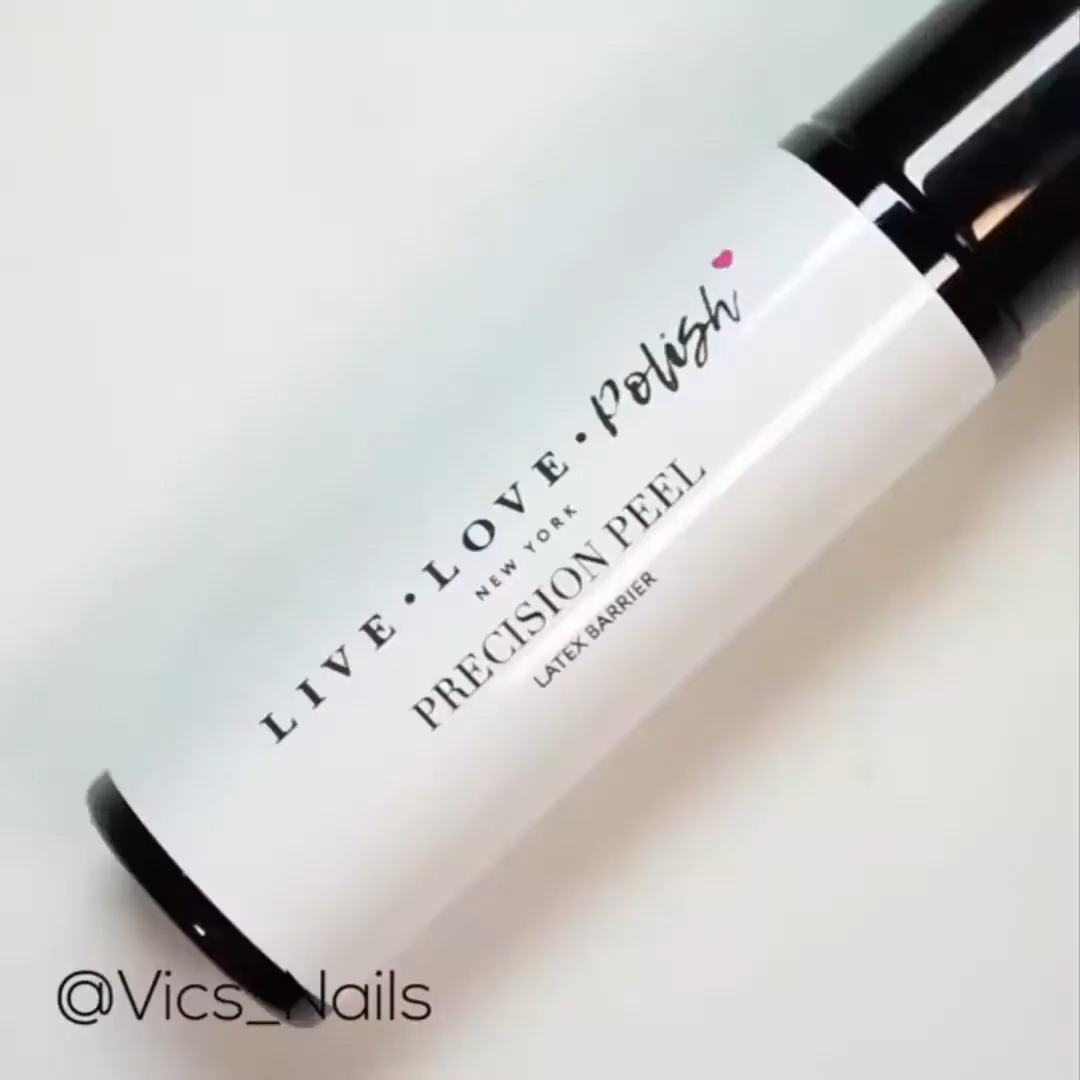 LIVE • LOVE • Polish
NEW YORK
PRECISION PEEL
LATEX BARRIER
@Vics_Nails